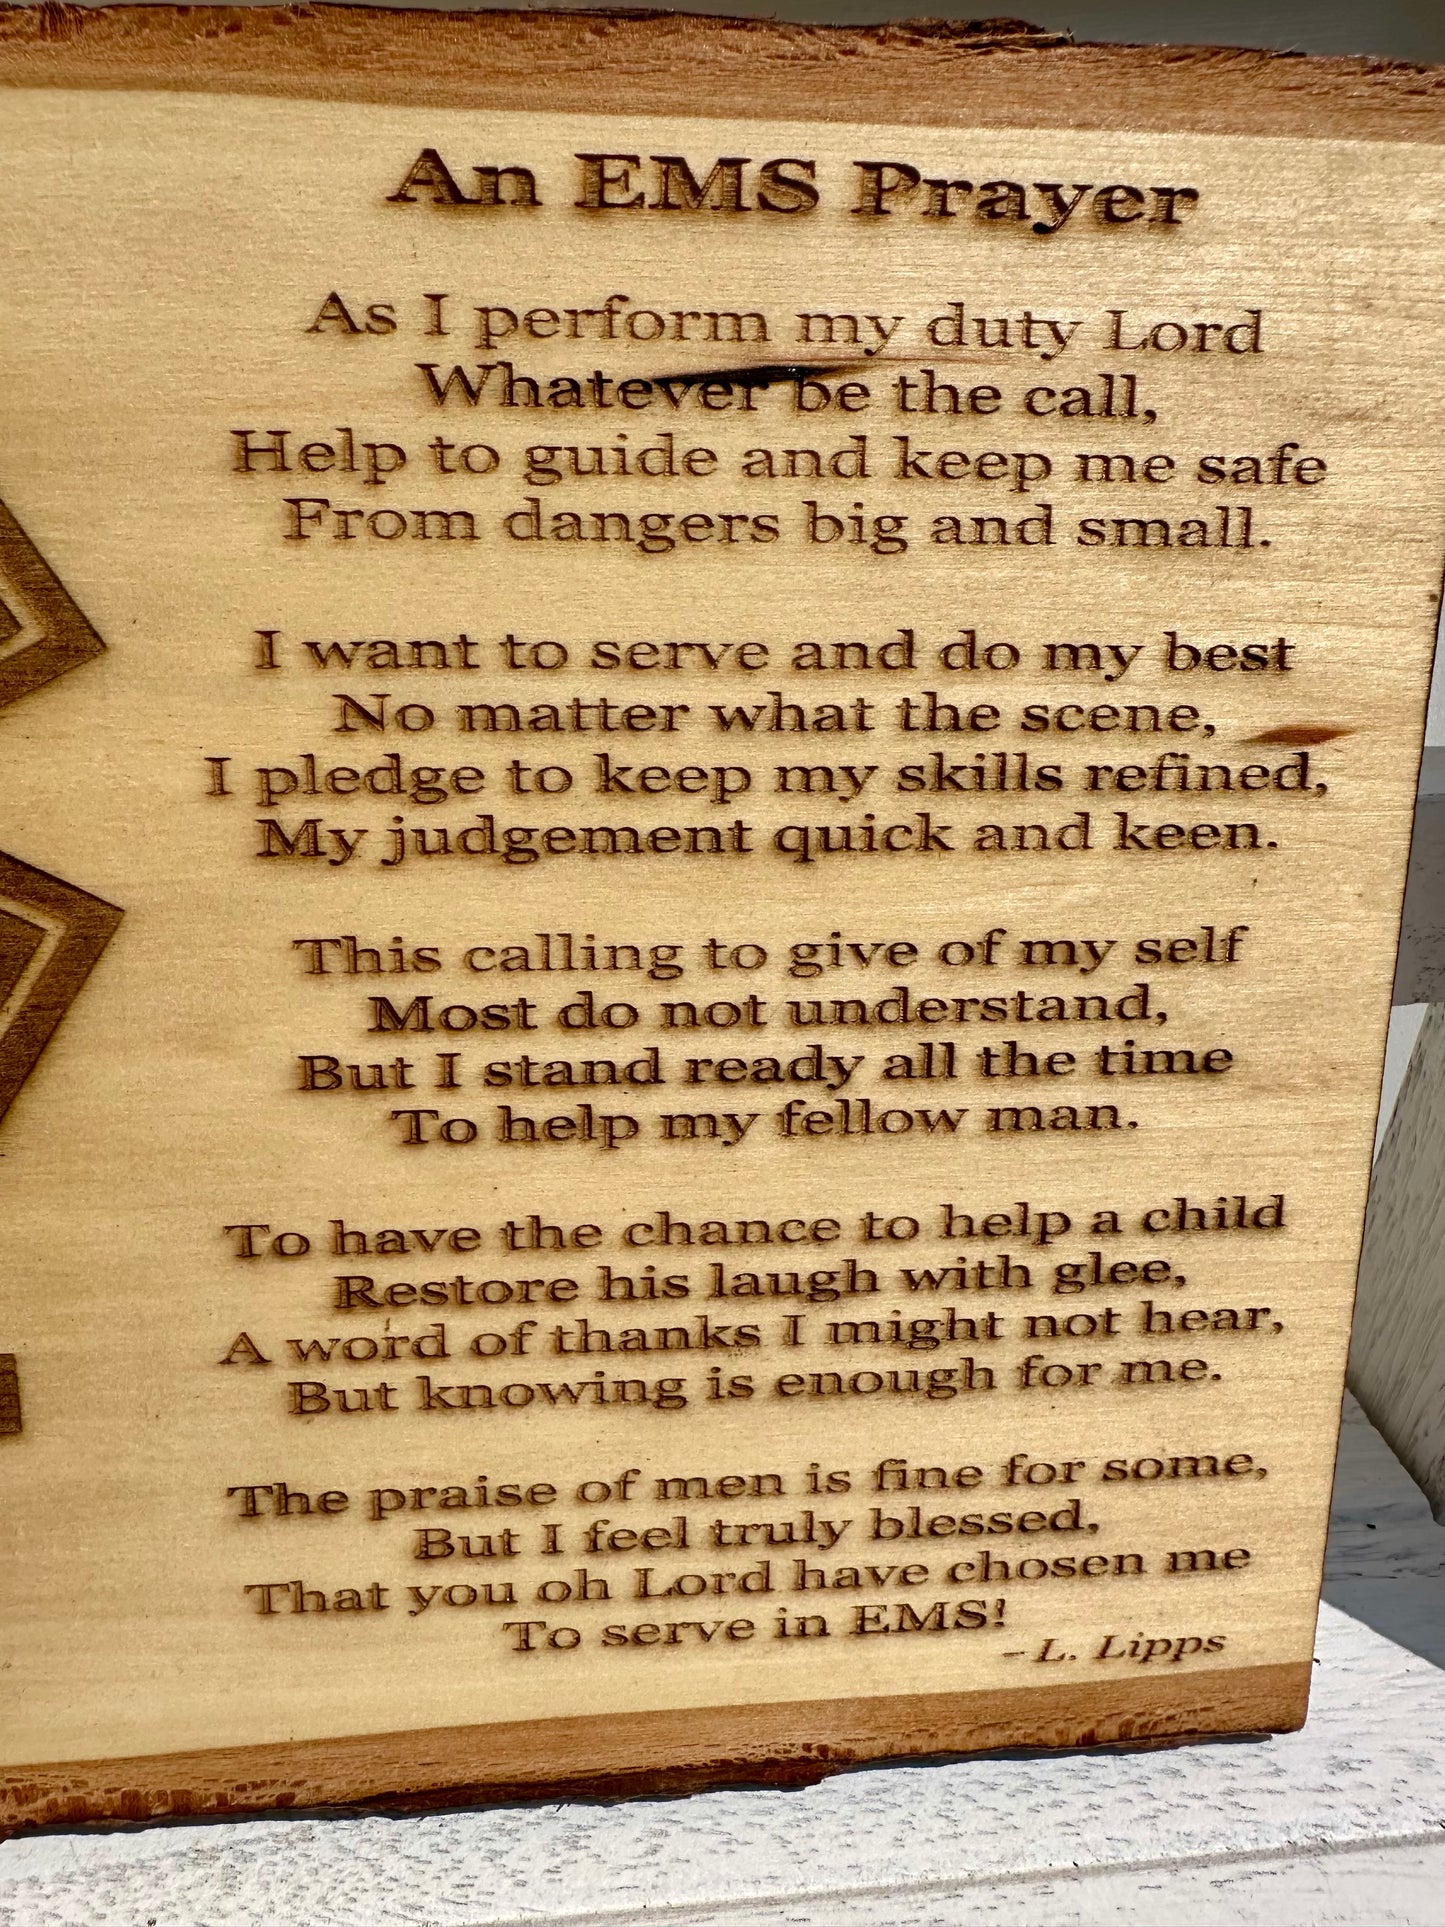 An EMS Prayer
As I perform my duty Lord
Whatever be the call,
Help to guide and keep me safe
From dangers big and small.
I want to serve and do my best
No matter what the scene,
I pledge to keep my skills refined,
My judgement quick and keen.
This calling to give of my self
Most do not understand,
But I stand ready all the time
To help my fellow man.
To have the chance to help a child
Restore his laugh with glee,
A word of thanks I might not hear,
But knowing is enough for me.
The praise of men is fine for some,
But I feel truly blessed,
That you oh Lord have chosen me
To serve in EMS!
- L. Lipps